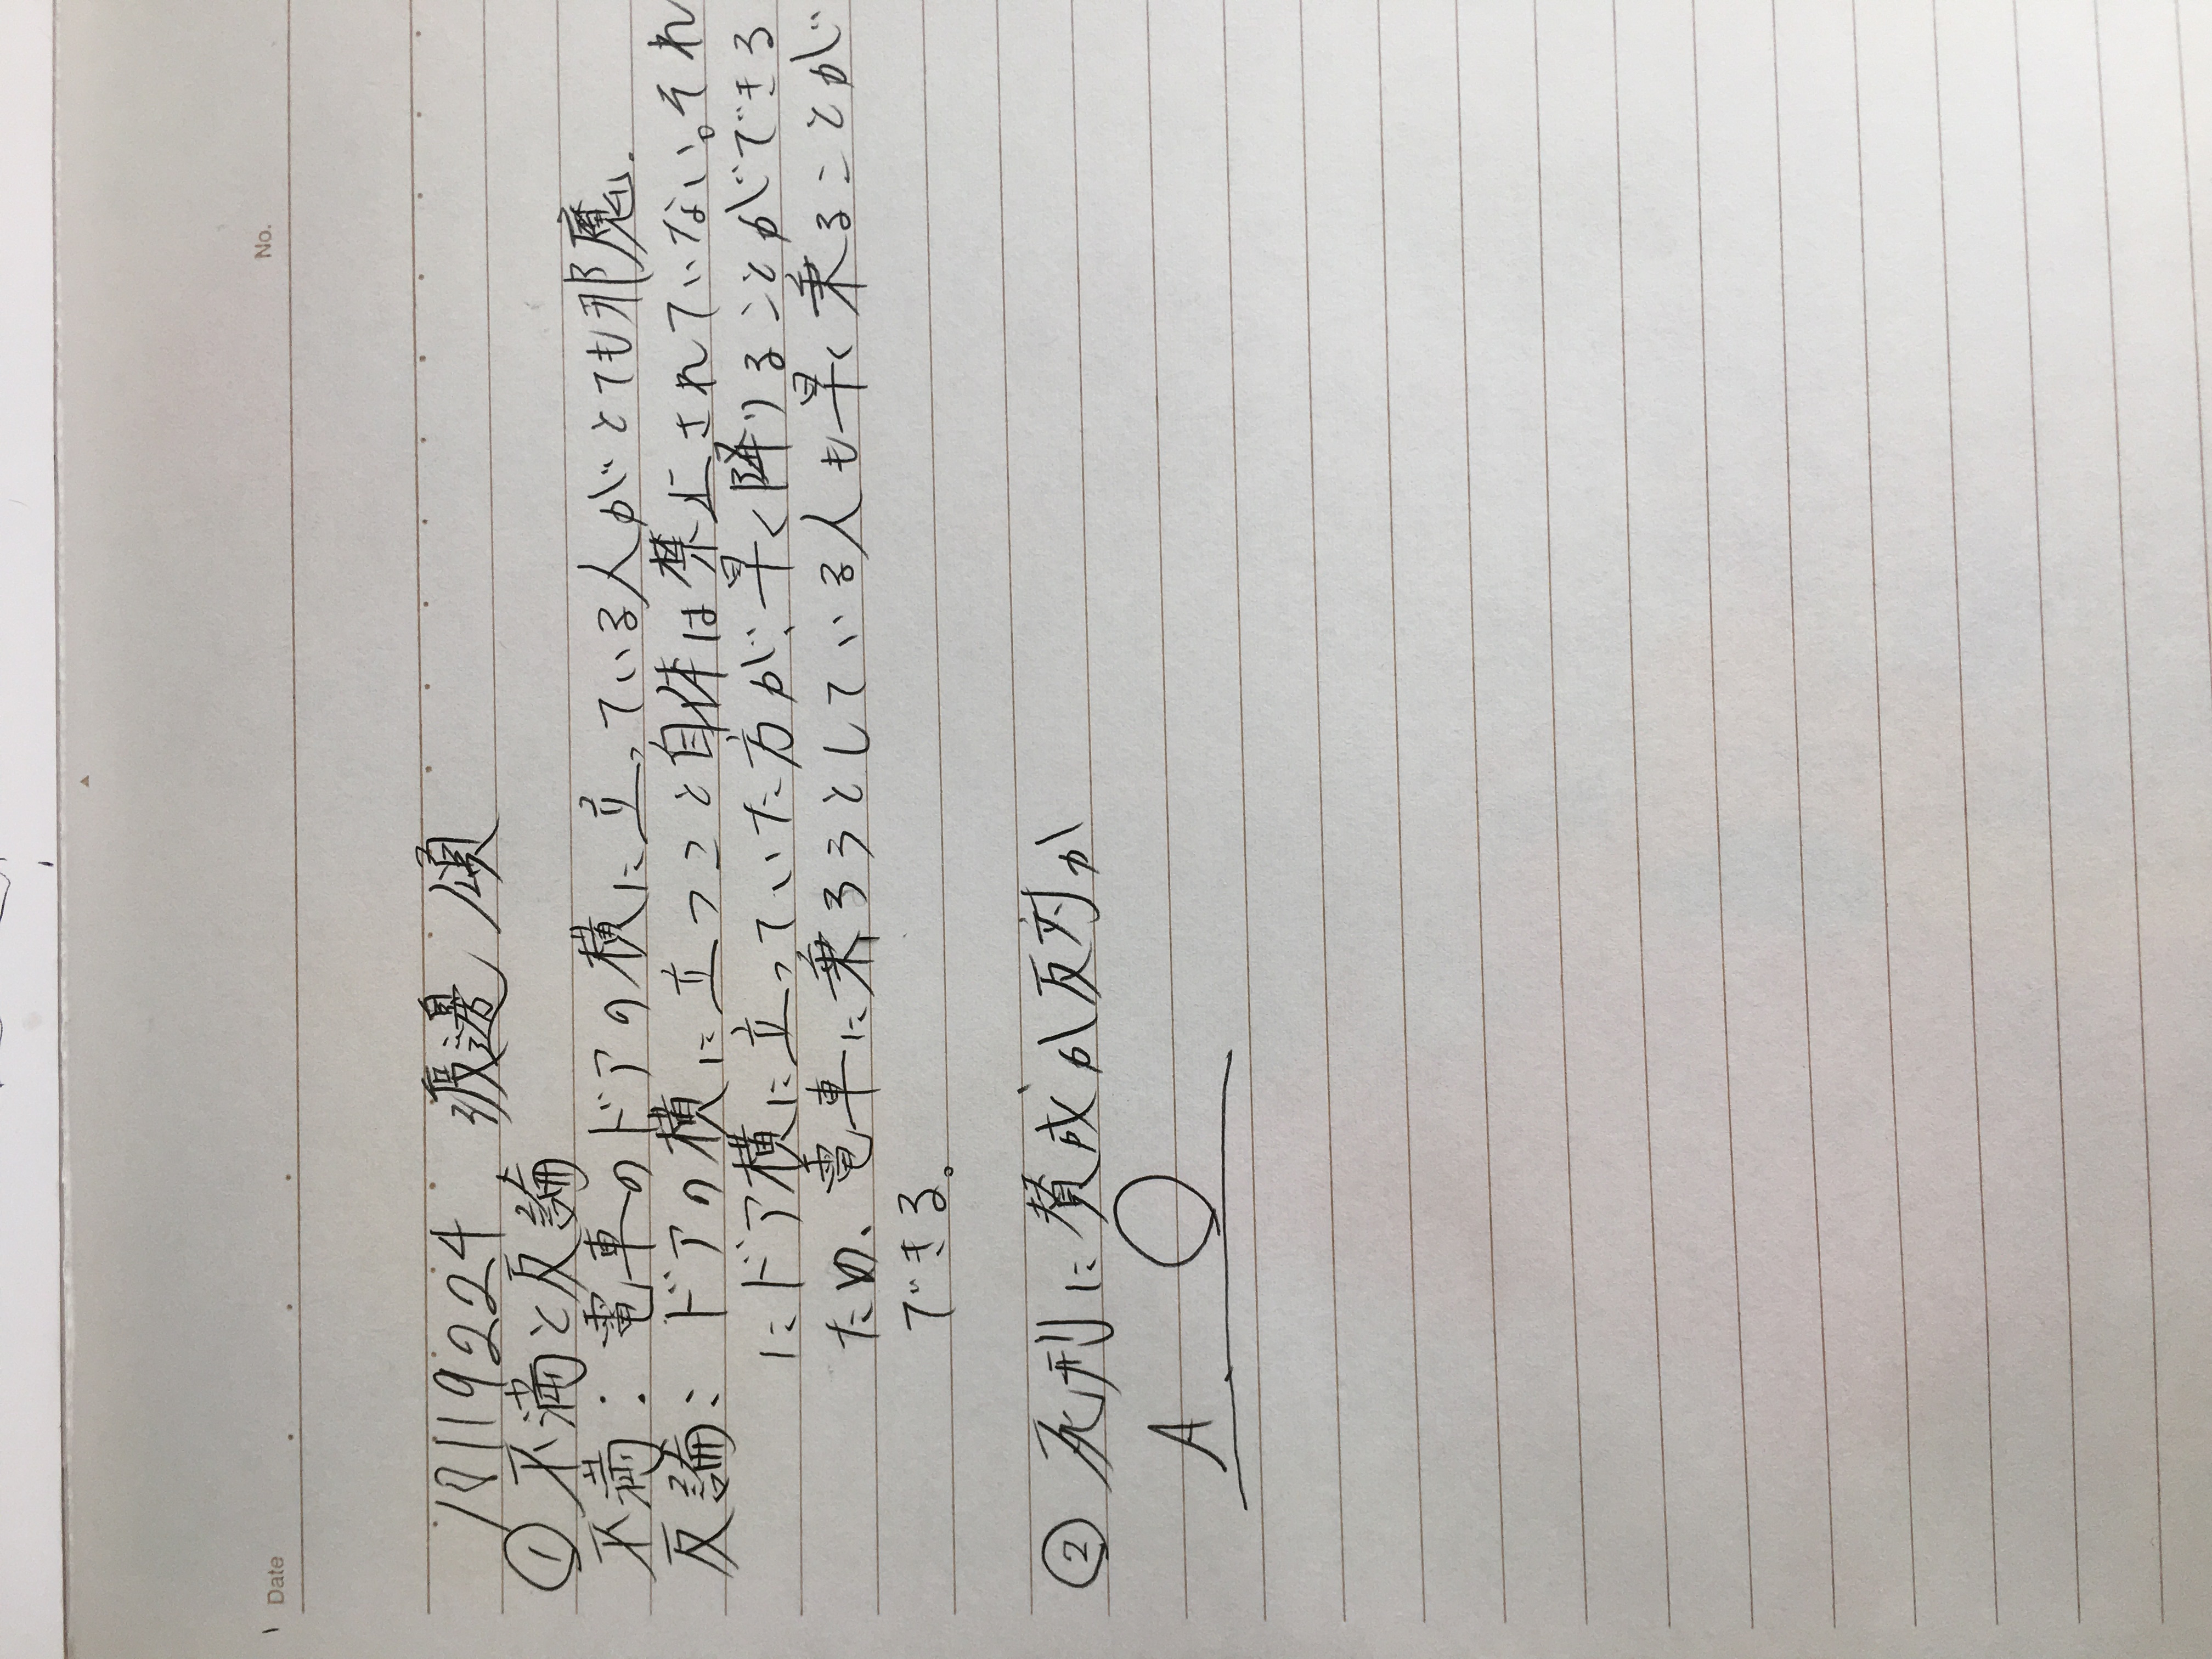 Date
No.
18119224 渡邊 頌
① 不満と反論
不満：電車のドアの横に立っている人がとても邪魔.
反論：ドアの横に立つこと自体は禁止されていない。それ
にドア横に立っていた方が、早く降りることができる
ため、電車に乗ろうとしている人も早く乗ることが
できる。
② 死刑に賛成か反対か
A ○